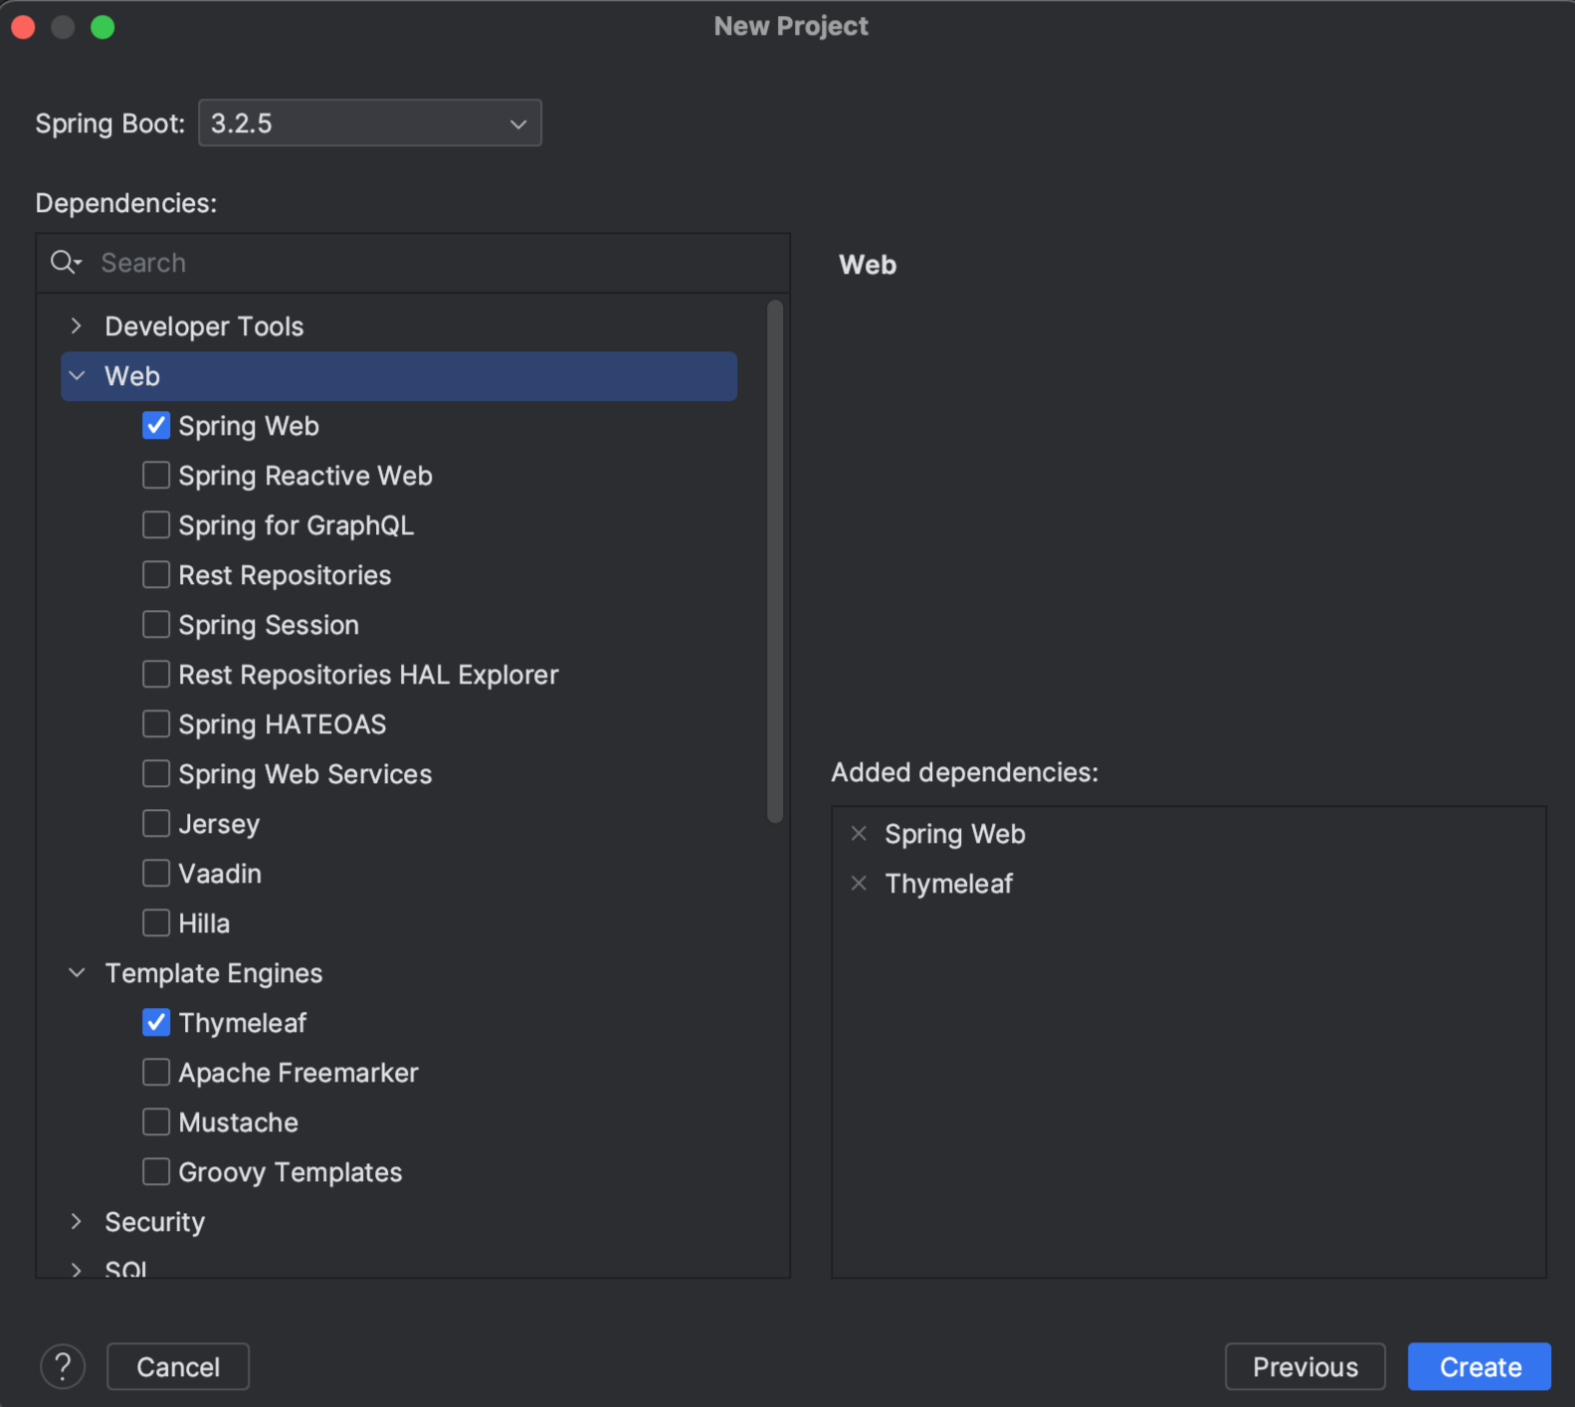 New Project
Spring Boot: 3.2.5
Dependencies:
Search
Developer Tools
Web
Spring Web
Spring Reactive Web
Spring for GraphQL
Rest Repositories
Spring Session
Rest Repositories HAL Explorer
Spring HATEOAS
Spring Web Services
Jersey
Vaadin
Hilla
Template Engines
Thymeleaf
Apache Freemarker
Mustache
Groovy Templates
Security
SQL
Web
Added dependencies:
Spring Web
Thymeleaf
? Cancel Previous Create